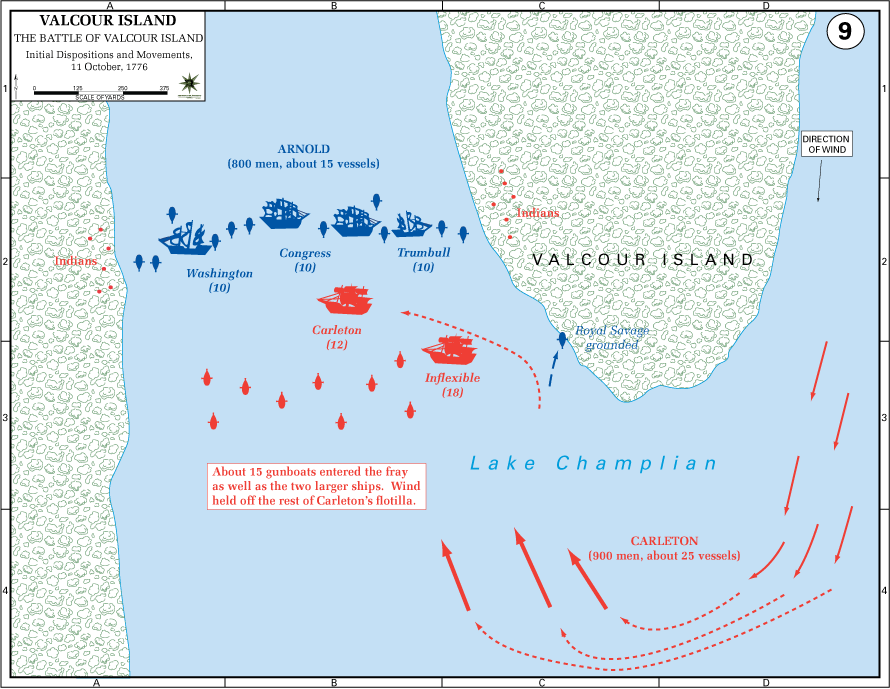 A
B
C
D
VALCOUR ISLAND
THE BATTLE OF VALCOUR ISLAND
Initial Dispositions and Movements,
11 October, 1776
0 125 250 375
SCALE OF YARDS
9
1
1
DIRECTION
OF WIND
ARNOLD
(800 men, about 15 vessels)
Indians
Indians
2
2
VALCOUR ISLAND
Washington
(10)
Congress
(10)
Trumbull
(10)
Carleton
(12)
Royal Savage
grounded
Inflexible
(18)
3
3
Lake Champlian
About 15 gunboats entered the fray
as well as the two larger ships. Wind
held off the rest of Carleton's flotilla.
CARLETON
(900 men, about 25 vessels)
4
4
A
B
C
D